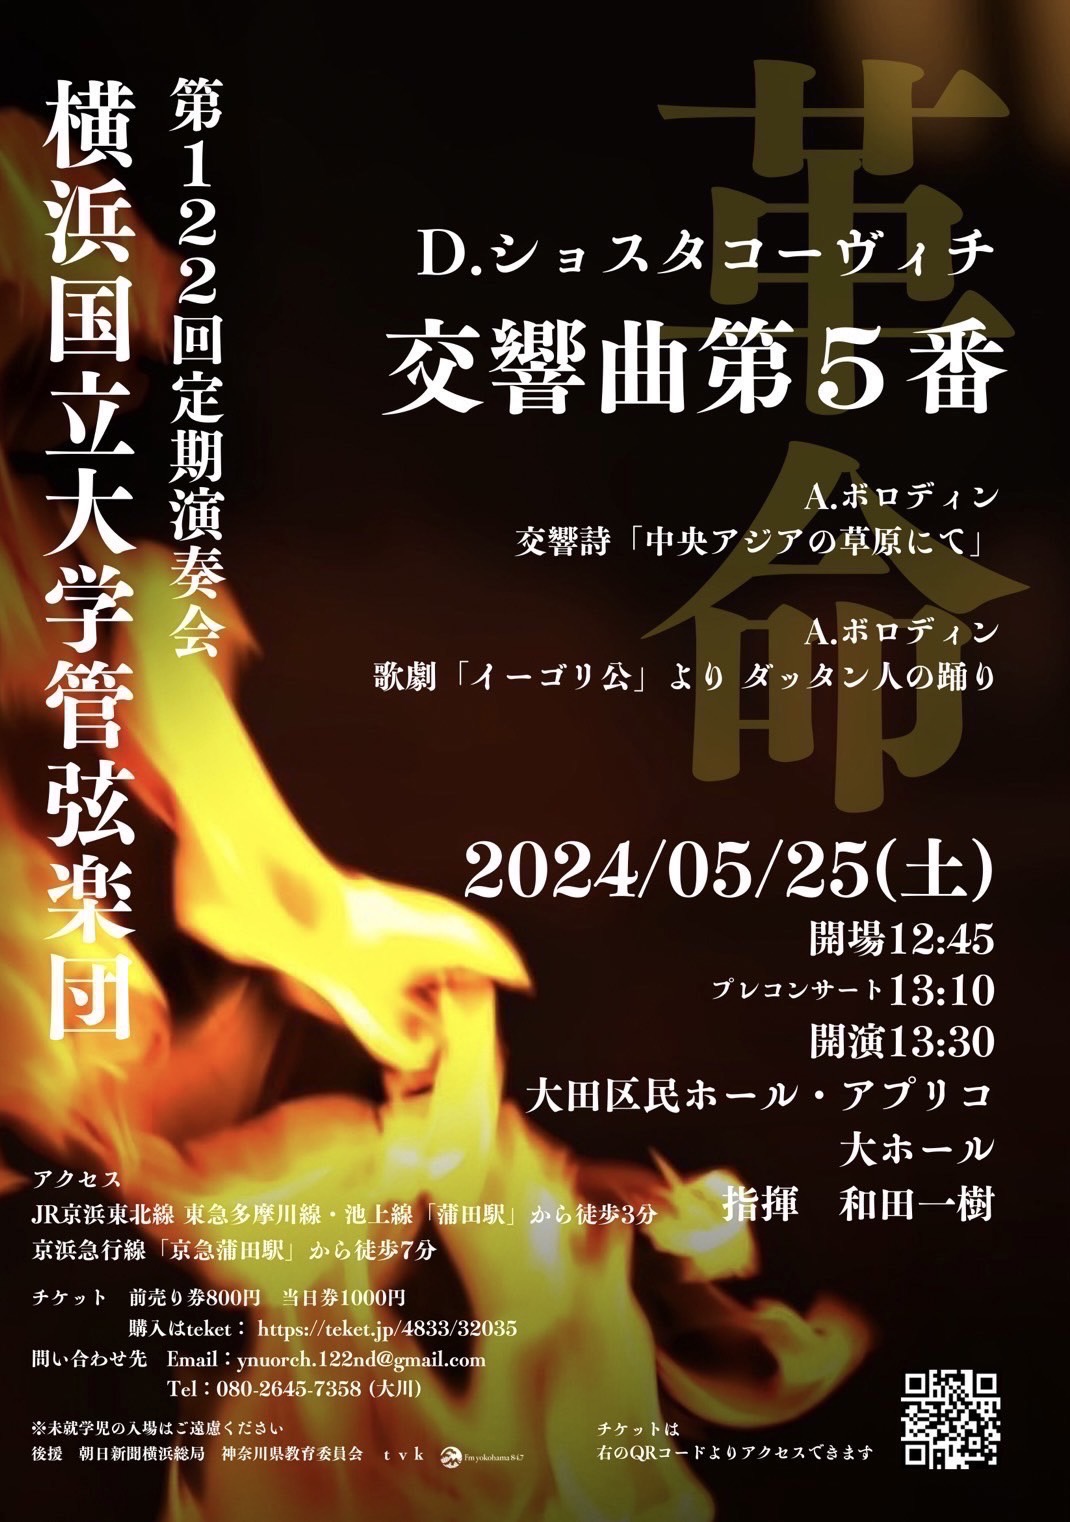 第122回定期演奏会
横浜国立大学管弦楽団
革命
D.ショスタコーヴィチ
交響曲第5番
A.ボロディン
交響詩「中央アジアの草原にて」
A.ボロディン
歌劇「イーゴリ公」より ダッタン人の踊り
2024/05/25(土)
開場12:45
プレコンサート13:10
開演13:30
大田区民ホール・アプリコ
大ホール
指揮　和田一樹
アクセス
JR京浜東北線 東急多摩川線・池上線「蒲田駅」から徒歩3分
京浜急行線「京急蒲田駅」から徒歩7分
チケット　前売り券800円　当日券1000円
購入はteket： https://teket.jp/4833/32035
問い合わせ先　Email：ynuorch.122nd@gmail.com
Tel：080-2645-7358 (大川)
※未就学児の入場はご遠慮ください
後援　朝日新聞横浜総局　神奈川県教育委員会　tvk　Fm yokohama 84.7
チケットは
右のQRコードよりアクセスできます